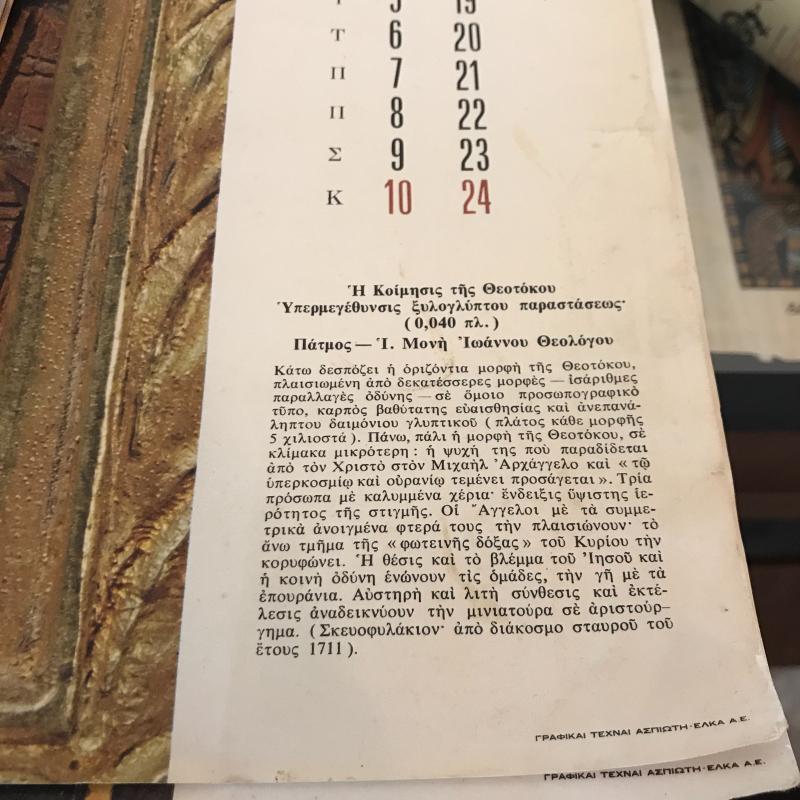 5 19
Τ 6 20
Π 7 21
Π 8 22
Σ 9 23
Κ 10 24
Ἡ Κοίμησις τῆς Θεοτόκου
Ὑπερμεγέθυνσις ξυλογλύπτου παραστάσεως·
( 0,040 πλ. )
Πάτμος — Ἱ. Μονὴ Ἰωάννου Θεολόγου
Κάτω δεσπόζει ἡ ὁριζόντια μορφὴ τῆς Θεοτόκου,
πλαισιωμένη ἀπὸ δεκατέσσερες μορφὲς — ἰσάριθμες
παραλλαγὲς ὀδύνης — σὲ ὅμοιο προσωπογραφικὸ
τύπο, καρπὸς βαθύτατης εὐαισθησίας καὶ ἀνεπανά-
ληπτου δαιμόνιου γλυπτικοῦ ( πλάτος κάθε μορφῆς
5 χιλιοστά ). Πάνω, πάλι ἡ μορφὴ τῆς Θεοτόκου, σὲ
κλίμακα μικρότερη : ἡ ψυχή της ποὺ παραδίδεται
ἀπὸ τὸν Χριστὸ στὸν Μιχαὴλ Ἀρχάγγελο καὶ « τῷ
ὑπερκοσμίῳ καὶ οὐρανίῳ τεμένει προσάγεται ». Τρία
πρόσωπα μὲ καλυμμένα χέρια· ἔνδειξις ὕψιστης ἱε-
ρότητος τῆς στιγμῆς. Οἱ Ἄγγελοι μὲ τὰ συμμε-
τρικὰ ἀνοιγμένα φτερά τους τὴν πλαισιώνουν· τὸ
ἄνω τμῆμα τῆς « φωτεινῆς δόξας » τοῦ Κυρίου τὴν
κορυφώνει. Ἡ θέσις καὶ τὸ βλέμμα τοῦ Ἰησοῦ καὶ
ἡ κοινὴ ὀδύνη ἑνώνουν τὶς ὁμάδες, τὴν γῆ μὲ τὰ
ἐπουράνια. Αὐστηρὴ καὶ λιτὴ σύνθεσις καὶ ἐκτέ-
λεσις ἀναδεικνύουν τὴν μινιατούρα σὲ ἀριστούρ-
γημα. ( Σκευοφυλάκιον· ἀπὸ διάκοσμο σταυροῦ τοῦ
ἔτους 1711 ).
ΓΡΑΦΙΚΑΙ ΤΕΧΝΑΙ ΑΣΠΙΩΤΗ·ΕΛΚΑ Α.Ε.
ΓΡΑΦΙΚΑΙ ΤΕΧΝΑΙ ΑΣΠΙΩΤΗ·ΕΛΚΑ Α.Ε.